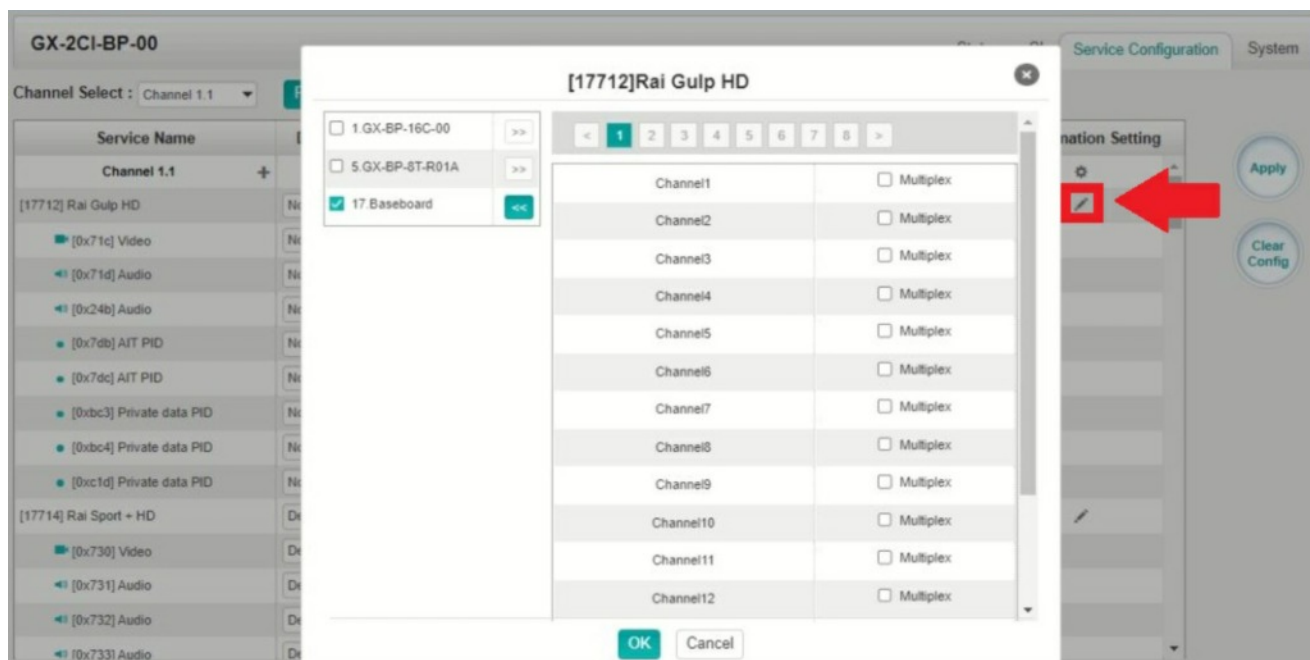 GX-2CI-BP-00
Service Configuration
System
Channel Select : Channel 1.1
Service Name
nation Setting
Channel 1.1 +
[17712] Rai Gulp HD
[0x71c] Video
[0x71d] Audio
[0x24b] Audio
[0x7db] AIT PID
[0x7dc] AIT PID
[0xbc3] Private data PID
[0xbc4] Private data PID
[0xc1d] Private data PID
[17714] Rai Sport + HD
[0x730] Video
[0x731] Audio
[0x732] Audio
[0x733] Audio
[17712]Rai Gulp HD
1.GX-BP-16C-00 >>
5.GX-BP-8T-R01A >>
17.Baseboard <<
< 1 2 3 4 5 6 7 8 >
Channel1 Multiplex
Channel2 Multiplex
Channel3 Multiplex
Channel4 Multiplex
Channel5 Multiplex
Channel6 Multiplex
Channel7 Multiplex
Channel8 Multiplex
Channel9 Multiplex
Channel10 Multiplex
Channel11 Multiplex
Channel12 Multiplex
OK Cancel
Apply
Clear
Config